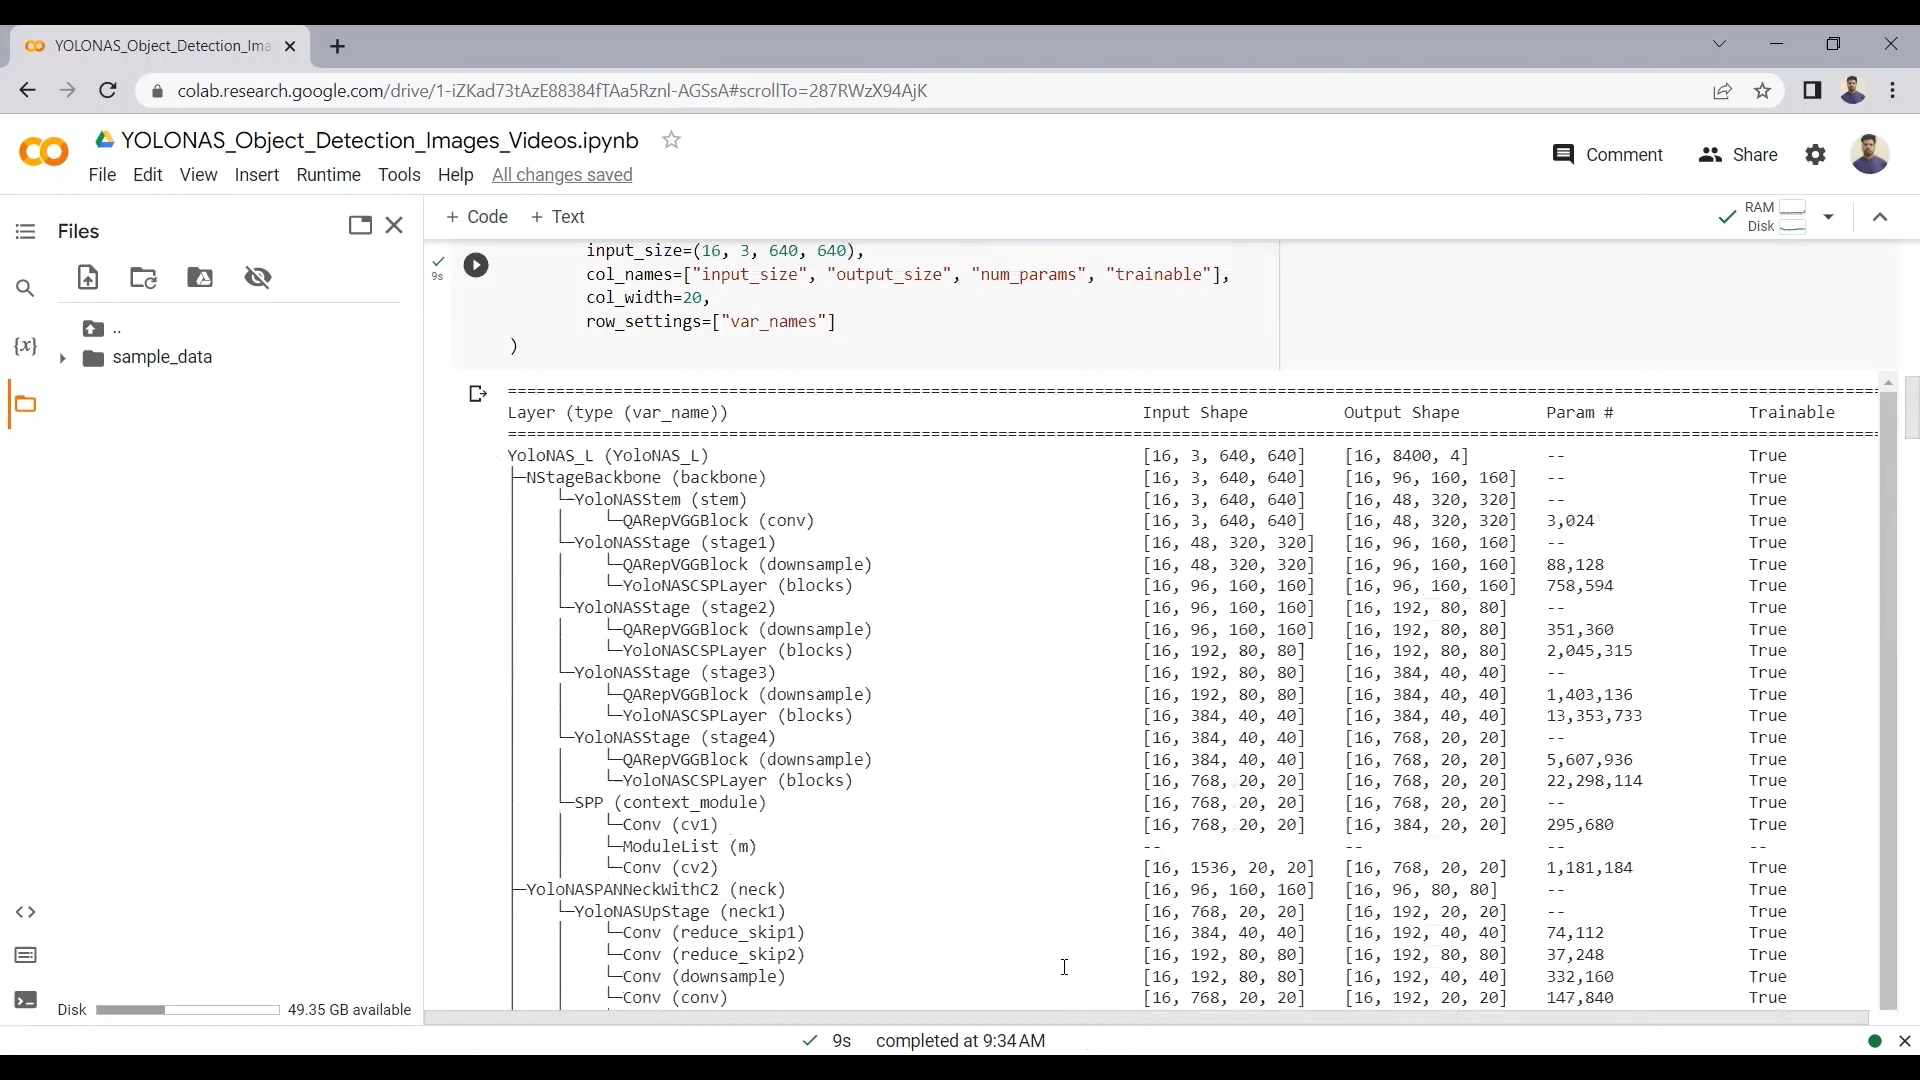 YOLONAS_Object_Detection_Ima
colab.research.google.com/drive/1-iZKad73tAzE88384fTAa5Rznl-AGSsA#scrollTo=287RWzX94AjK
YOLONAS_Object_Detection_Images_Videos.ipynb
Comment
Share
File Edit View Insert Runtime Tools Help All changes saved
Files
+ Code + Text
RAM
Disk
..
sample_data
{x}
9s
input_size=(16, 3, 640, 640),
col_names=["input_size", "output_size", "num_params", "trainable"],
col_width=20,
row_settings=["var_names"]
)
Layer (type (var_name)) Input Shape Output Shape Param # Trainable
YoloNAS_L (YoloNAS_L) [16, 3, 640, 640] [16, 8400, 4] -- True
├─NStageBackbone (backbone) [16, 3, 640, 640] [16, 96, 160, 160] -- True
│ └─YoloNASStem (stem) [16, 3, 640, 640] [16, 48, 320, 320] -- True
│ │ └─QARepVGGBlock (conv) [16, 3, 640, 640] [16, 48, 320, 320] 3,024 True
│ └─YoloNASStage (stage1) [16, 48, 320, 320] [16, 96, 160, 160] -- True
│ │ └─QARepVGGBlock (downsample) [16, 48, 320, 320] [16, 96, 160, 160] 88,128 True
│ │ └─YoloNASCSPLayer (blocks) [16, 96, 160, 160] [16, 96, 160, 160] 758,594 True
│ └─YoloNASStage (stage2) [16, 96, 160, 160] [16, 192, 80, 80] -- True
│ │ └─QARepVGGBlock (downsample) [16, 96, 160, 160] [16, 192, 80, 80] 351,360 True
│ │ └─YoloNASCSPLayer (blocks) [16, 192, 80, 80] [16, 192, 80, 80] 2,045,315 True
│ └─YoloNASStage (stage3) [16, 192, 80, 80] [16, 384, 40, 40] -- True
│ │ └─QARepVGGBlock (downsample) [16, 192, 80, 80] [16, 384, 40, 40] 1,403,136 True
│ │ └─YoloNASCSPLayer (blocks) [16, 384, 40, 40] [16, 384, 40, 40] 13,353,733 True
│ └─YoloNASStage (stage4) [16, 384, 40, 40] [16, 768, 20, 20] -- True
│ │ └─QARepVGGBlock (downsample) [16, 384, 40, 40] [16, 768, 20, 20] 5,607,936 True
│ │ └─YoloNASCSPLayer (blocks) [16, 768, 20, 20] [16, 768, 20, 20] 22,298,114 True
│ └─SPP (context_module) [16, 768, 20, 20] [16, 768, 20, 20] -- True
│ │ └─Conv (cv1) [16, 768, 20, 20] [16, 384, 20, 20] 295,680 True
│ │ └─ModuleList (m) -- -- -- --
│ │ └─Conv (cv2) [16, 1536, 20, 20] [16, 768, 20, 20] 1,181,184 True
├─YoloNASPANNeckWithC2 (neck) [16, 96, 160, 160] [16, 96, 80, 80] -- True
│ └─YoloNASUpStage (neck1) [16, 768, 20, 20] [16, 192, 20, 20] -- True
│ │ └─Conv (reduce_skip1) [16, 384, 40, 40] [16, 192, 40, 40] 74,112 True
│ │ └─Conv (reduce_skip2) [16, 192, 80, 80] [16, 192, 80, 80] 37,248 True
│ │ └─Conv (downsample) [16, 192, 80, 80] [16, 192, 40, 40] 332,160 True
│ │ └─Conv (conv) [16, 768, 20, 20] [16, 192, 20, 20] 147,840 True
Disk 49.35 GB available
9s completed at 9:34 AM